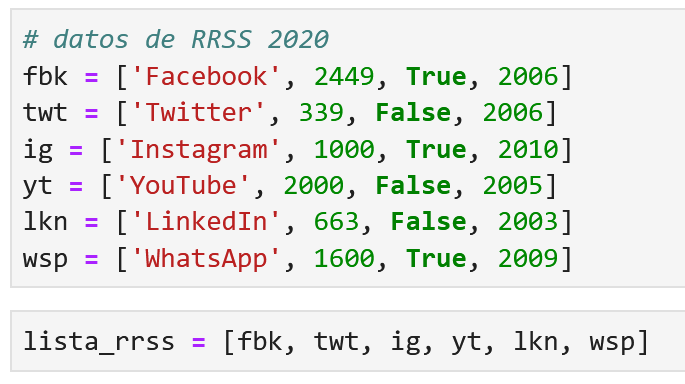 # datos de RRSS 2020
fbk = ['Facebook', 2449, True, 2006]
twt = ['Twitter', 339, False, 2006]
ig = ['Instagram', 1000, True, 2010]
yt = ['YouTube', 2000, False, 2005]
lkn = ['LinkedIn', 663, False, 2003]
wsp = ['WhatsApp', 1600, True, 2009]
lista_rrss = [fbk, twt, ig, yt, lkn, wsp]